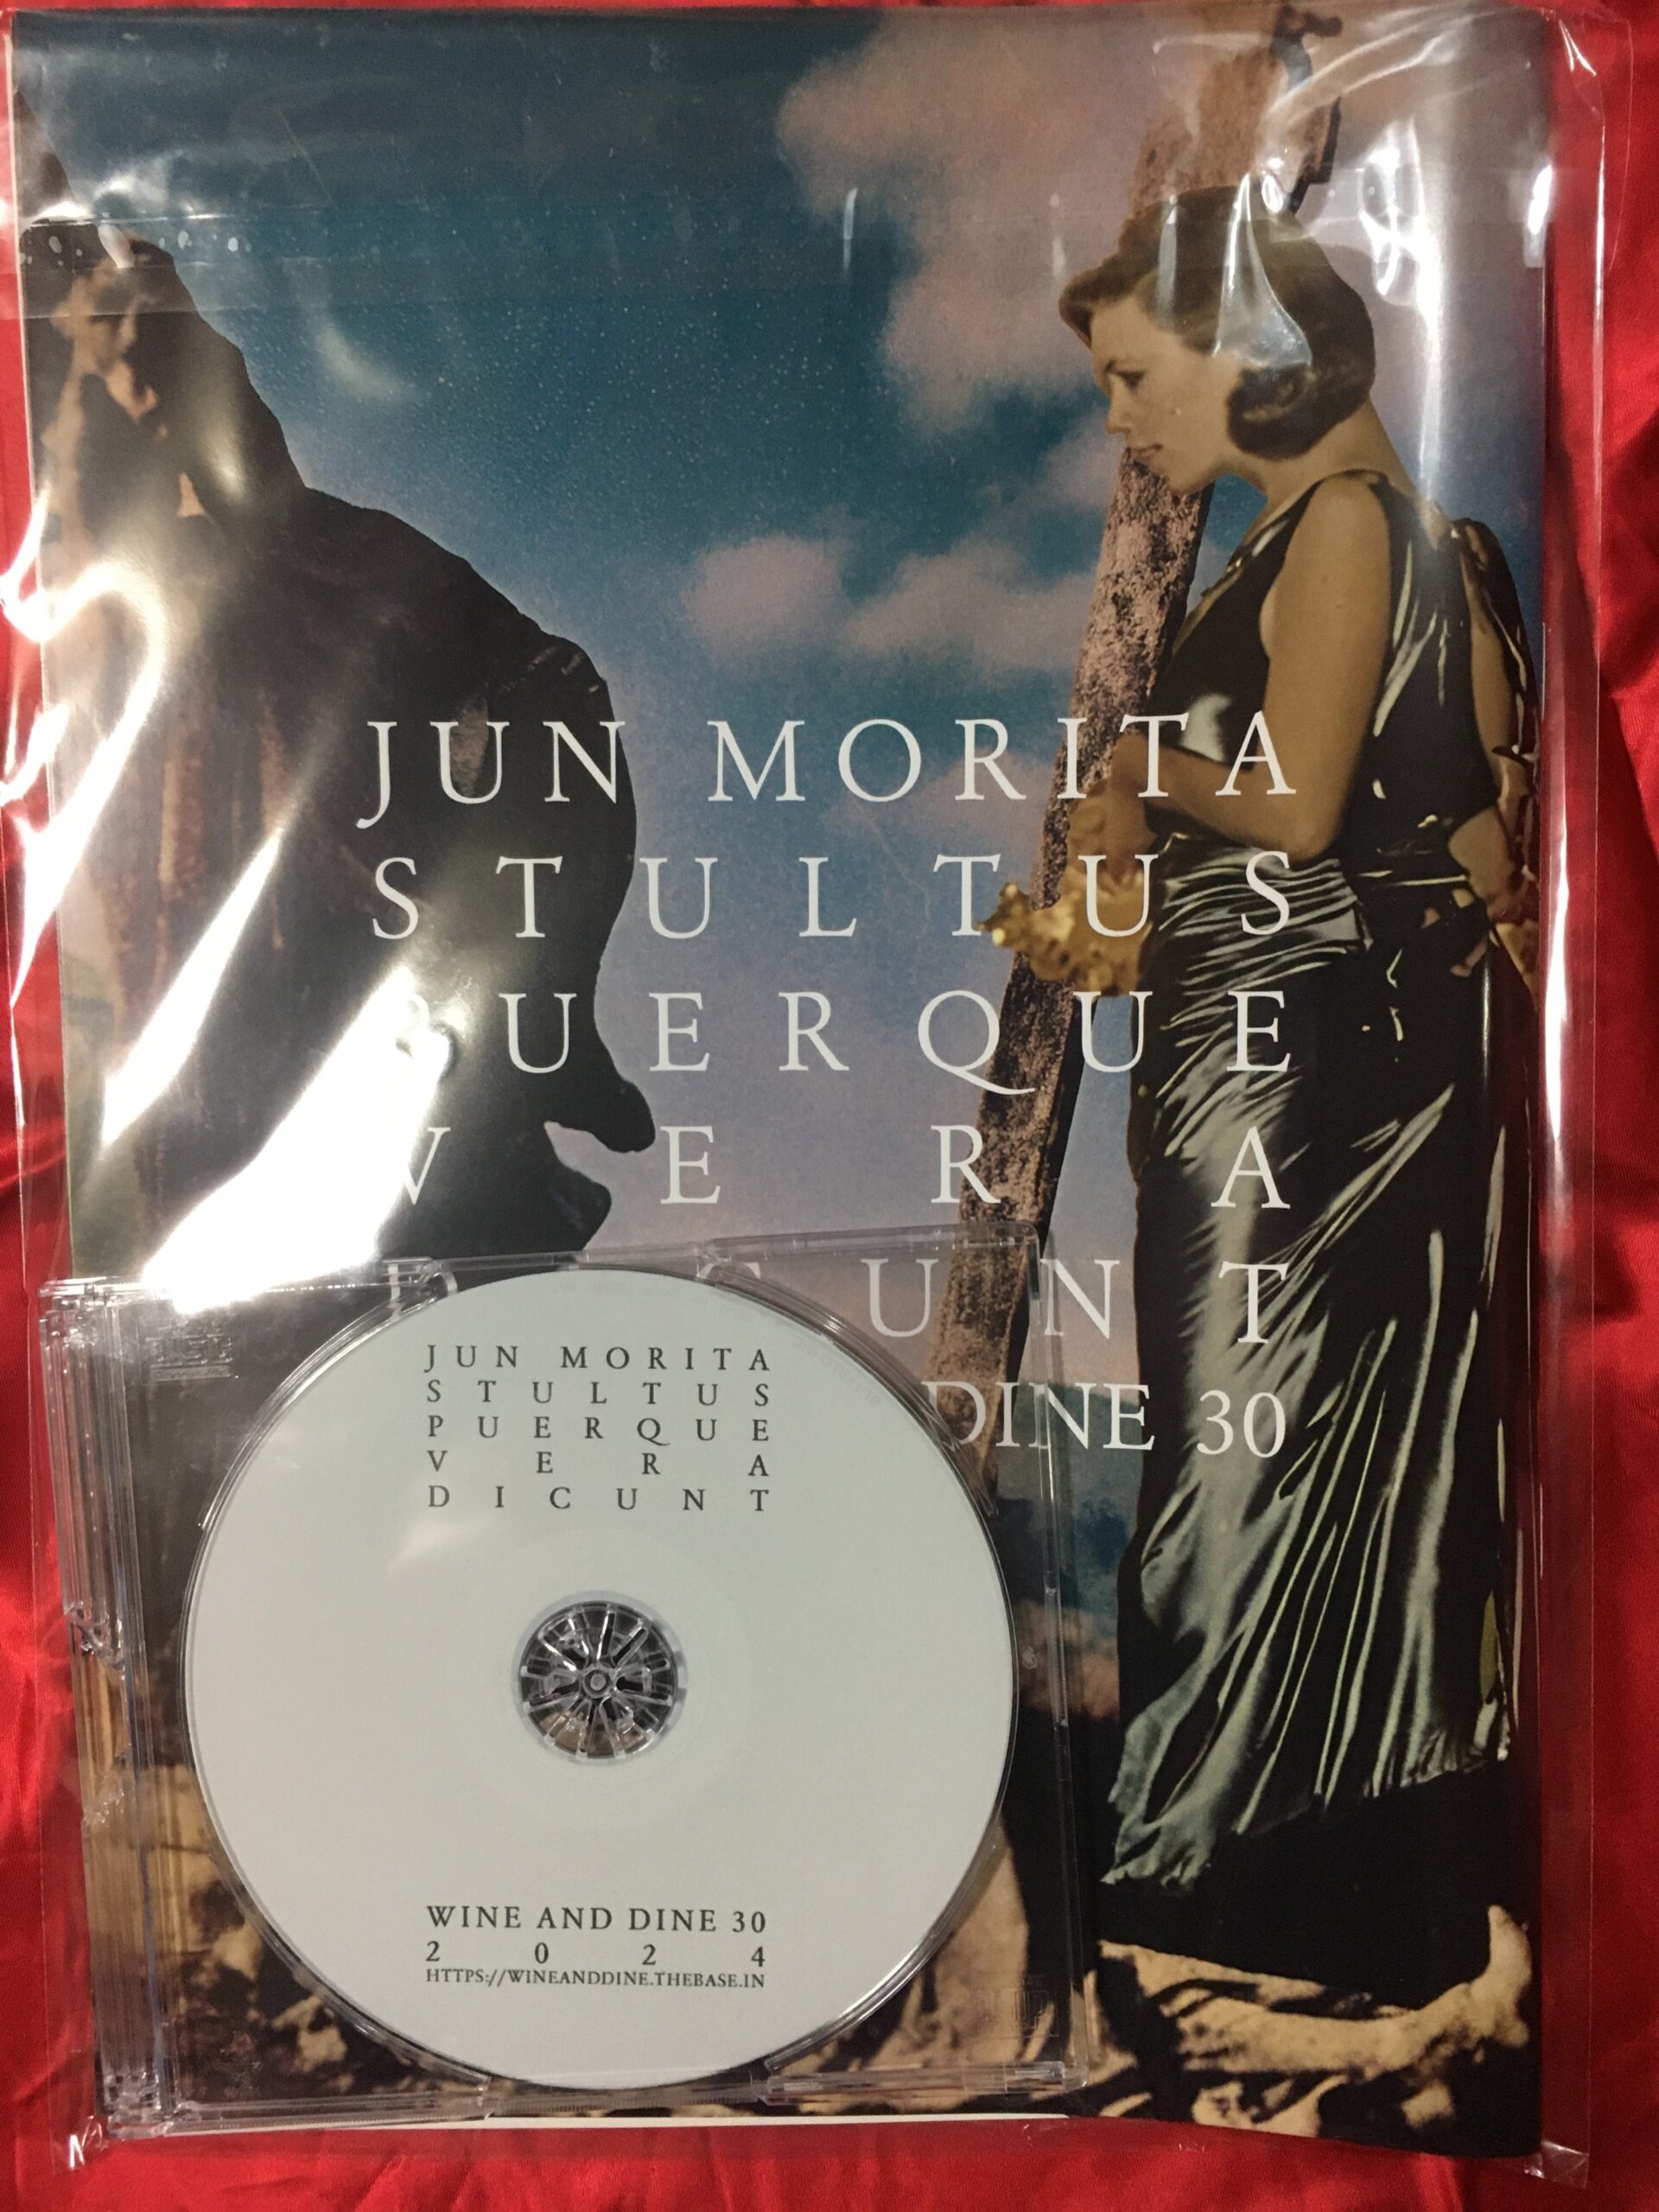 JUN MORITA
STULTUS
PUERQUE
VERA
UNT
DINE 30
JUN MORITA
STULTUS
PUERQUE
VERA
DICUNT
WINE AND DINE 30
2024
HTTPS://WINEANDDINE.THEBASE.IN